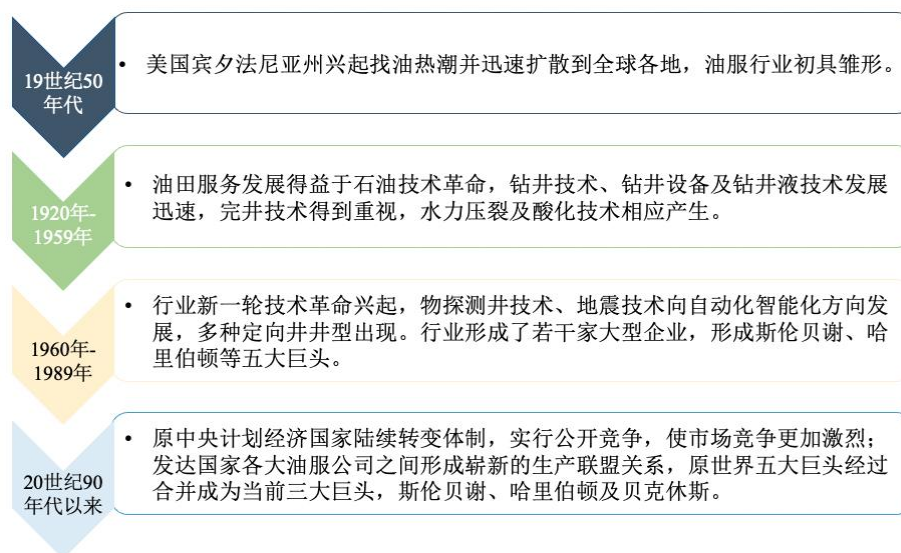 19世纪50
年代
• 美国宾夕法尼亚州兴起找油热潮并迅速扩散到全球各地，油服行业初具雏形。
1920年-
1959年
• 油田服务发展得益于石油技术革命，钻井技术、钻井设备及钻井液技术发展
迅速，完井技术得到重视，水力压裂及酸化技术相应产生。
1960年-
1989年
• 行业新一轮技术革命兴起，物探测井技术、地震技术向自动化智能化方向发
展，多种定向井井型出现。行业形成了若干家大型企业，形成斯伦贝谢、哈
里伯顿等五大巨头。
20世纪90
年代以来
• 原中央计划经济国家陆续转变体制，实行公开竞争，使市场竞争更加激烈；
发达国家各大油服公司之间形成崭新的生产联盟关系，原世界五大巨头经过
合并成为当前三大巨头，斯伦贝谢、哈里伯顿及贝克休斯。